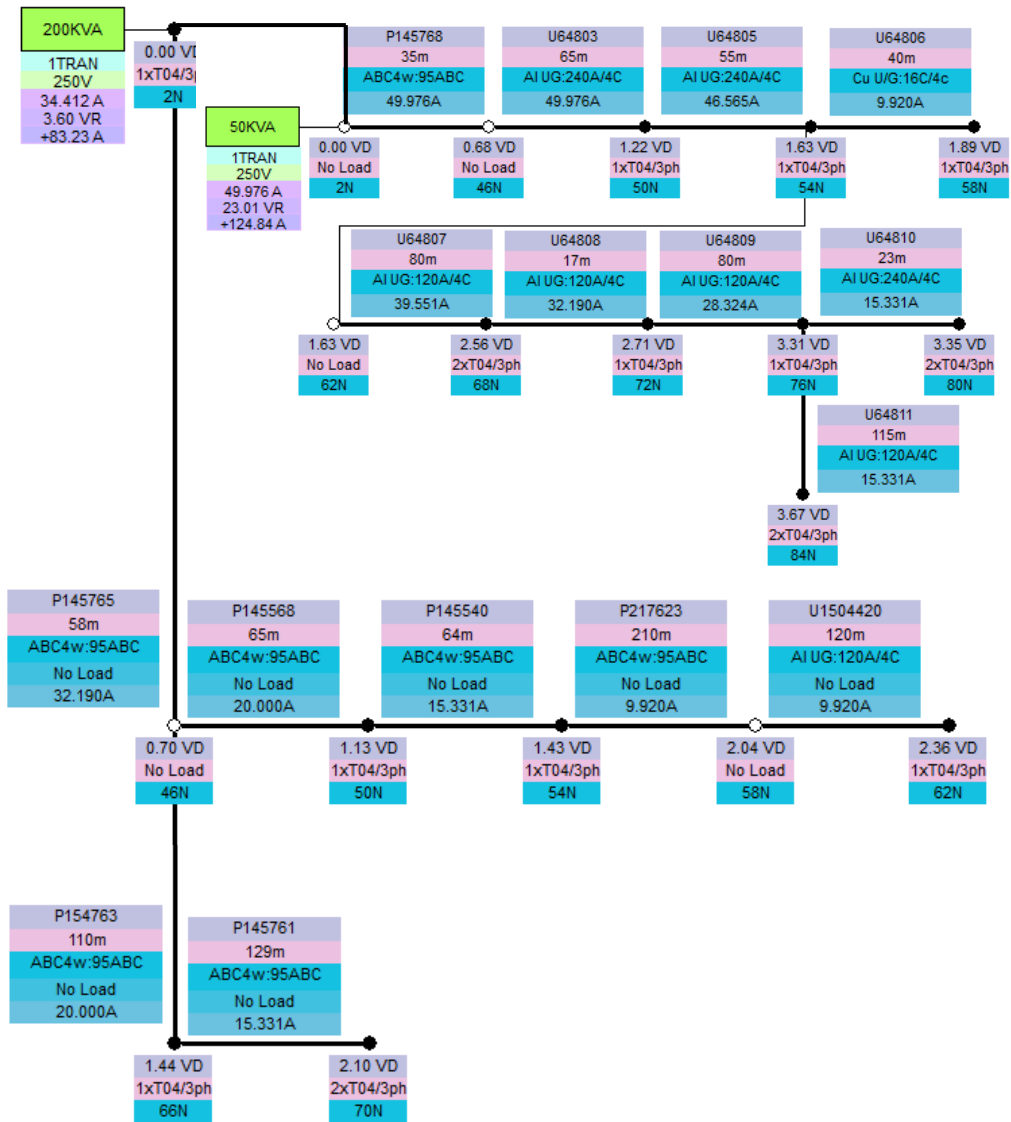 200KVA
1TRAN
250V
34.412 A
3.60 VR
+83.23 A
0.00 VD
1xT04/3p
2N
P145768
35m
ABC4w:95ABC
49.976A
U64803
65m
Al UG:240A/4C
49.976A
U64805
55m
Al UG:240A/4C
46.565A
U64806
40m
Cu U/G:16C/4c
9.920A
50KVA
1TRAN
250V
49.976 A
23.01 VR
+124.84 A
0.00 VD
No Load
2N
0.68 VD
No Load
46N
1.22 VD
1xT04/3ph
50N
1.63 VD
1xT04/3ph
54N
1.89 VD
1xT04/3ph
58N
U64807
80m
Al UG:120A/4C
39.551A
U64808
17m
Al UG:120A/4C
32.190A
U64809
80m
Al UG:120A/4C
28.324A
U64810
23m
Al UG:240A/4C
15.331A
1.63 VD
No Load
62N
2.56 VD
2xT04/3ph
68N
2.71 VD
1xT04/3ph
72N
3.31 VD
1xT04/3ph
76N
3.35 VD
2xT04/3ph
80N
U64811
115m
Al UG:120A/4C
15.331A
3.67 VD
2xT04/3ph
84N
P145765
58m
ABC4w:95ABC
No Load
32.190A
P145568
65m
ABC4w:95ABC
No Load
20.000A
P145540
64m
ABC4w:95ABC
No Load
15.331A
P217623
210m
ABC4w:95ABC
No Load
9.920A
U1504420
120m
Al UG:120A/4C
No Load
9.920A
0.70 VD
No Load
46N
1.13 VD
1xT04/3ph
50N
1.43 VD
1xT04/3ph
54N
2.04 VD
No Load
58N
2.36 VD
1xT04/3ph
62N
P154763
110m
ABC4w:95ABC
No Load
20.000A
P145761
129m
ABC4w:95ABC
No Load
15.331A
1.44 VD
1xT04/3ph
66N
2.10 VD
2xT04/3ph
70N